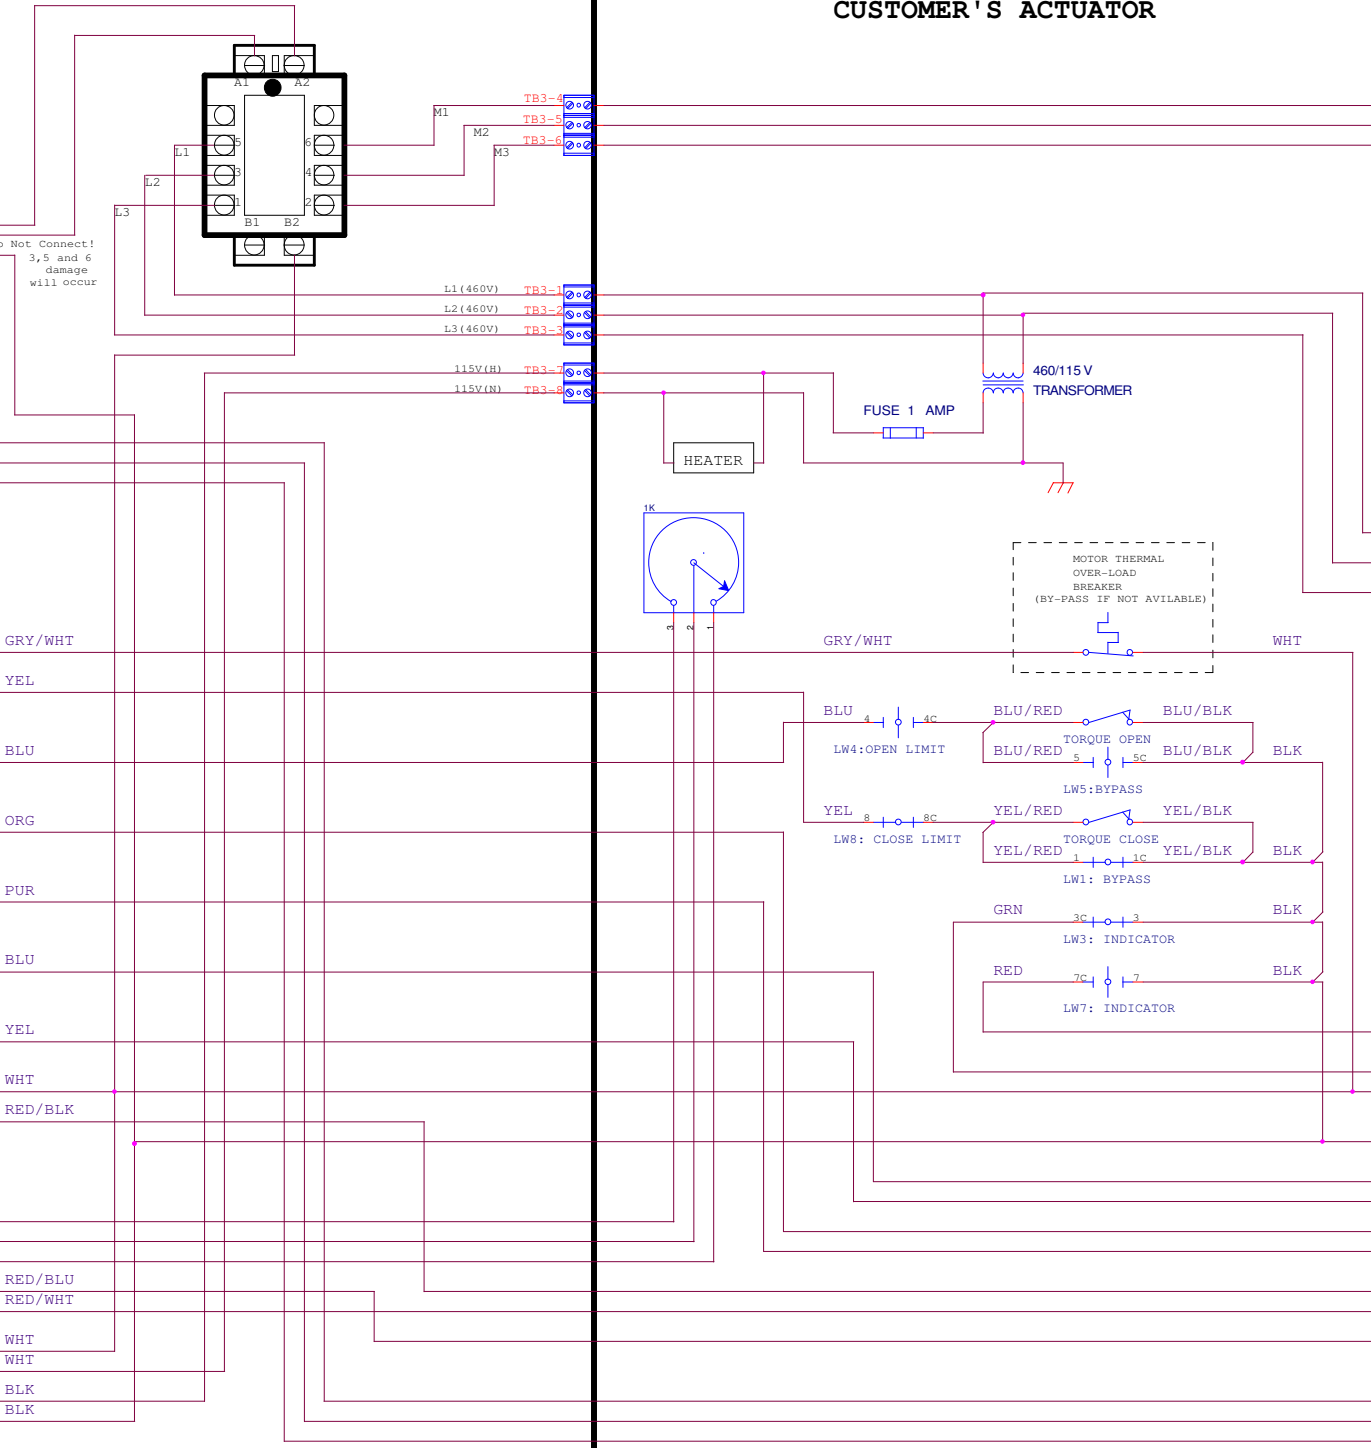 CUSTOMER'S ACTUATOR
A1 A2
TB3-4
M1
TB3-5
M2
TB3-6
M3
5 6
L1
3 4
L2
1 2
L3
B1 B2
Not Connect!
3,5 and 6
damage
will occur
L1(460V) TB3-1
L2(460V) TB3-2
L3(460V) TB3-3
115V(H) TB3-7
115V(N) TB3-8
460/115 V
TRANSFORMER
FUSE 1 AMP
HEATER
1K
3 2 1
MOTOR THERMAL
OVER-LOAD
BREAKER
(BY-PASS IF NOT AVILABLE)
GRY/WHT GRY/WHT WHT
YEL
BLU 4 4C BLU/RED BLU/BLK
LW4:OPEN LIMIT TORQUE OPEN
BLU BLU/RED 5 5C BLU/BLK BLK
LW5:BYPASS
ORG YEL 8 8C YEL/RED YEL/BLK
LW8: CLOSE LIMIT TORQUE CLOSE
YEL/RED 1 1C YEL/BLK BLK
LW1: BYPASS
PUR GRN 3C 3 BLK
LW3: INDICATOR
BLU RED 7C 7 BLK
LW7: INDICATOR
YEL
WHT
RED/BLK
RED/BLU
RED/WHT
WHT
WHT
BLK
BLK